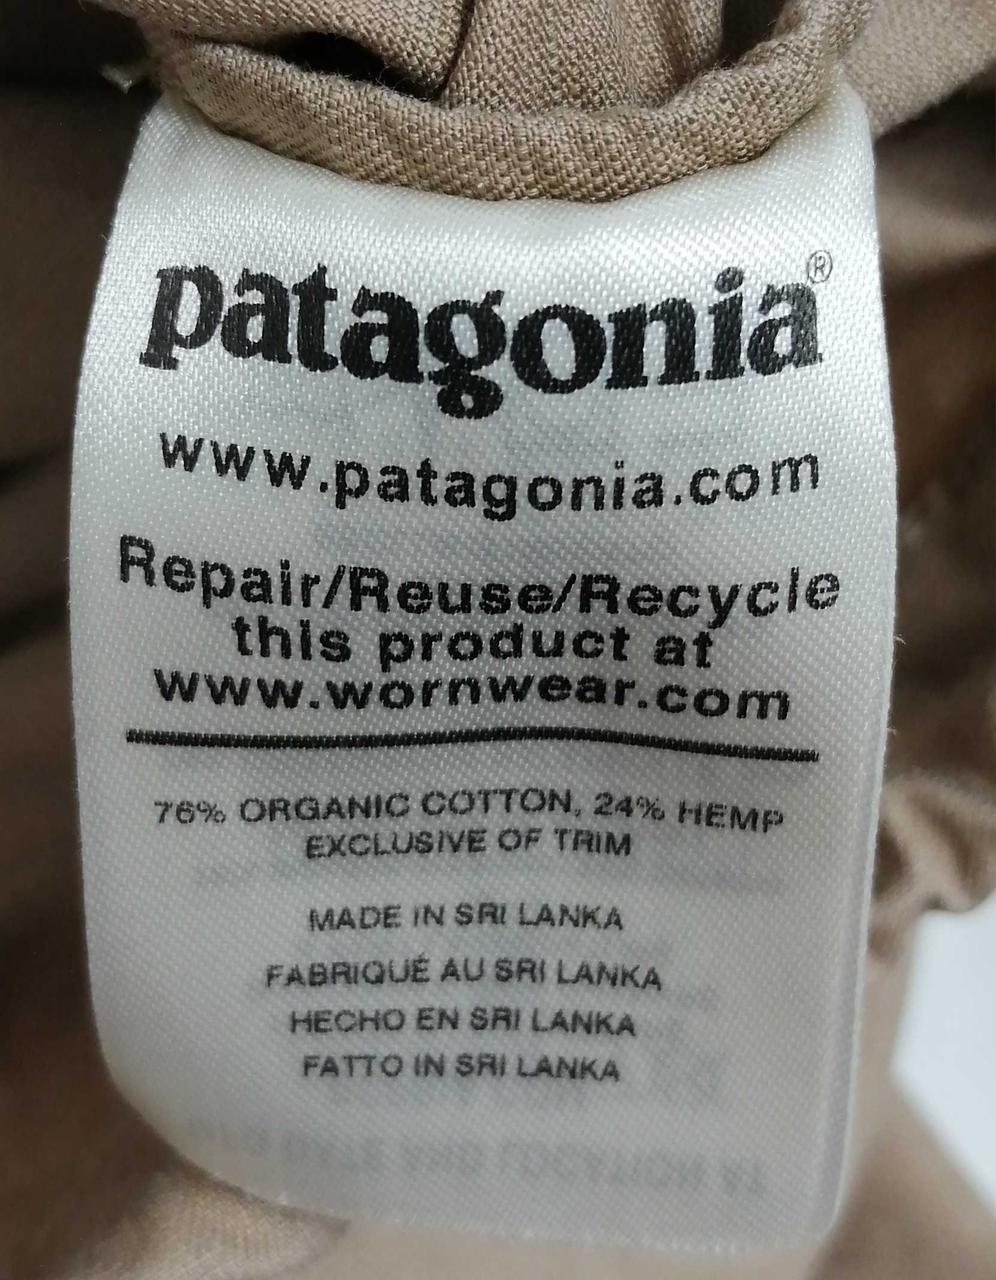 patagonia®
www.patagonia.com
Repair/Reuse/Recycle
this product at
www.wornwear.com
76% ORGANIC COTTON, 24% HEMP
EXCLUSIVE OF TRIM
MADE IN SRI LANKA
FABRIQUÉ AU SRI LANKA
HECHO EN SRI LANKA
FATTO IN SRI LANKA